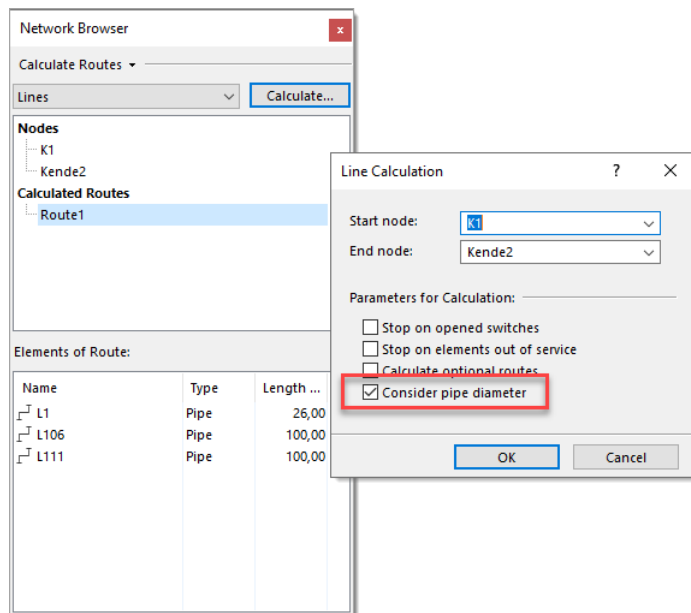 Network Browser
x
Calculate Routes
Lines
Calculate...
Nodes
K1
Kende2
Calculated Routes
Route1
Elements of Route:
Name Type Length ...
L1 Pipe 26,00
L106 Pipe 100,00
L111 Pipe 100,00
Line Calculation ?
Start node: K1
End node: Kende2
Parameters for Calculation:
Stop on opened switches
Stop on elements out of service
Calculate optional routes
Consider pipe diameter
OK Cancel